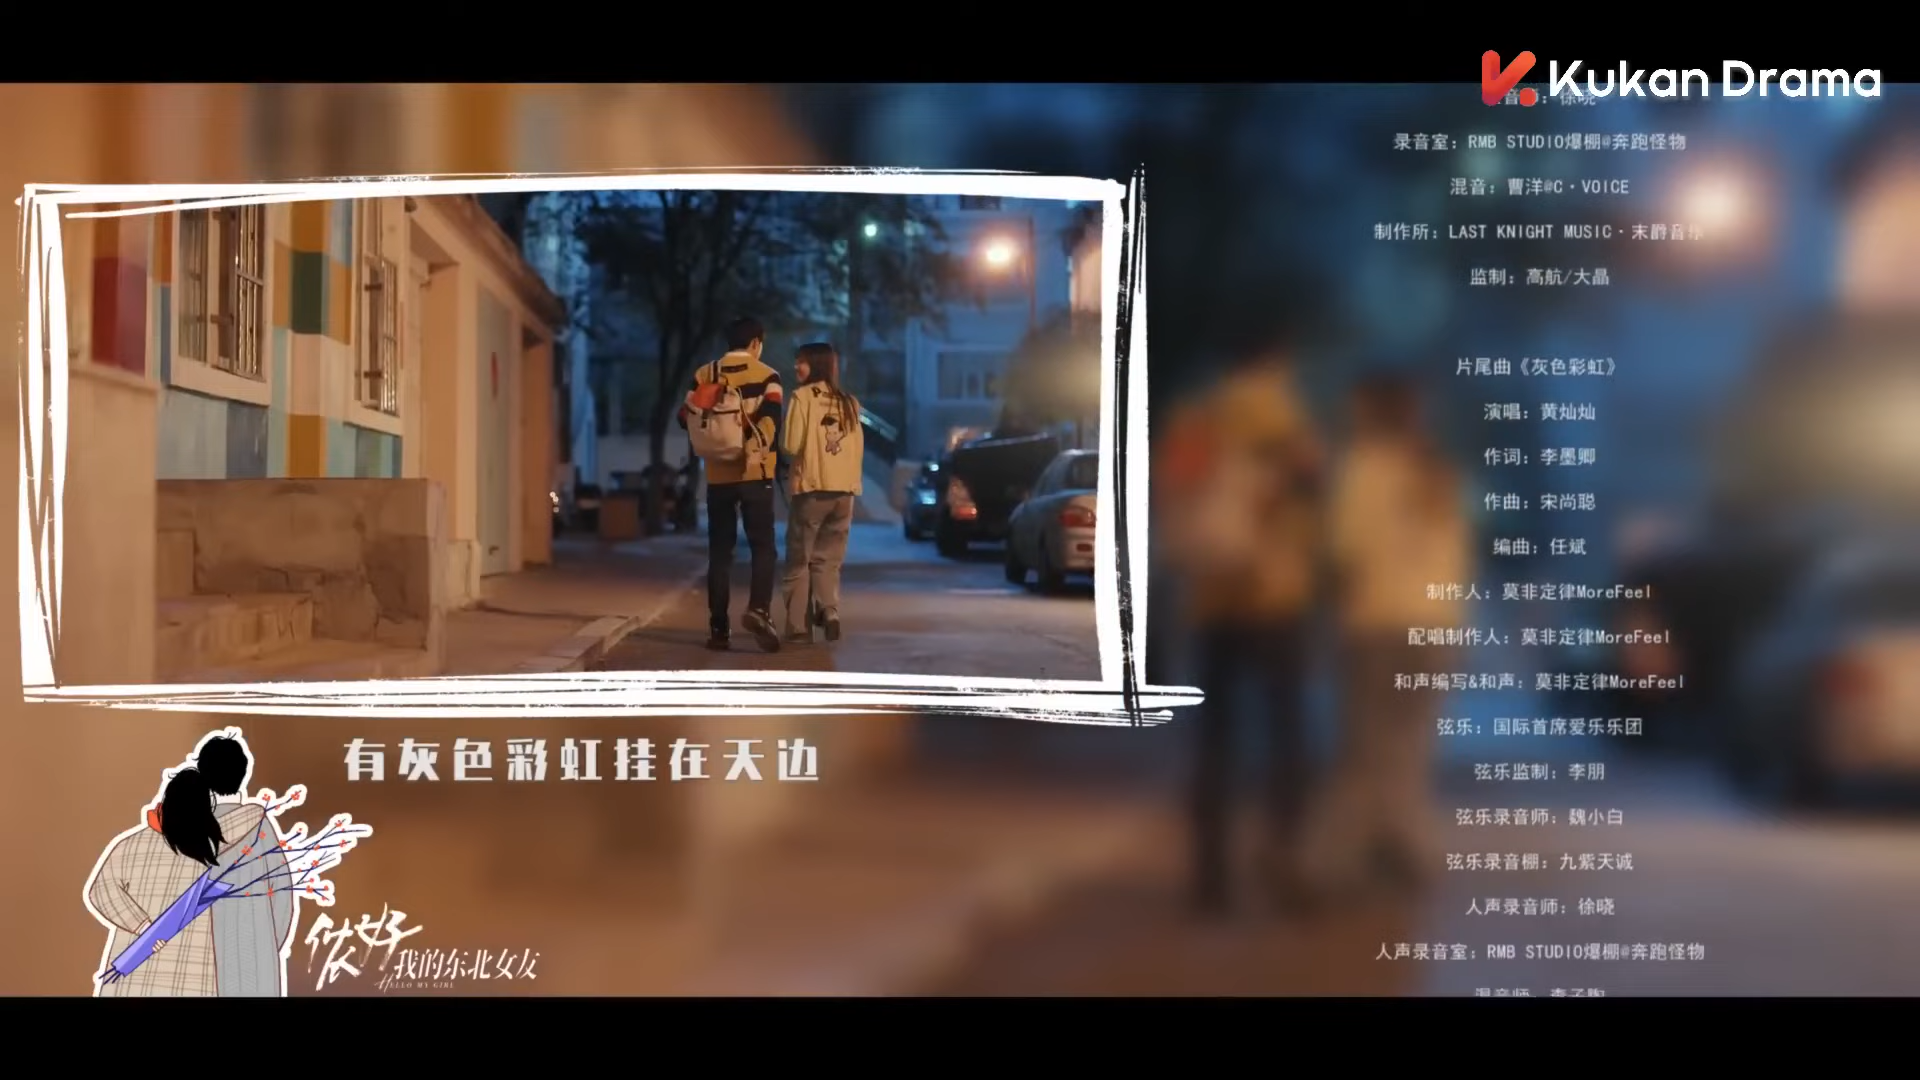 Kukan Drama
录音室：RMB STUDIO爆棚@奔跑怪物
混音：曹洋@C·VOICE
制作所：LAST KNIGHT MUSIC·末爵音乐
监制：高航/大晶
片尾曲《灰色彩虹》
演唱：黄灿灿
作词：李墨卿
作曲：宋尚聪
编曲：任斌
制作人：莫非定律MoreFeel
配唱制作人：莫非定律MoreFeel
和声编写&和声：莫非定律MoreFeel
弦乐：国际首席爱乐乐团
弦乐监制：李朋
弦乐录音师：魏小白
弦乐录音棚：九紫天诚
人声录音师：徐晓
人声录音室：RMB STUDIO爆棚@奔跑怪物
有灰色彩虹挂在天边
侬好
我的东北女友
HELLO MY GIRL